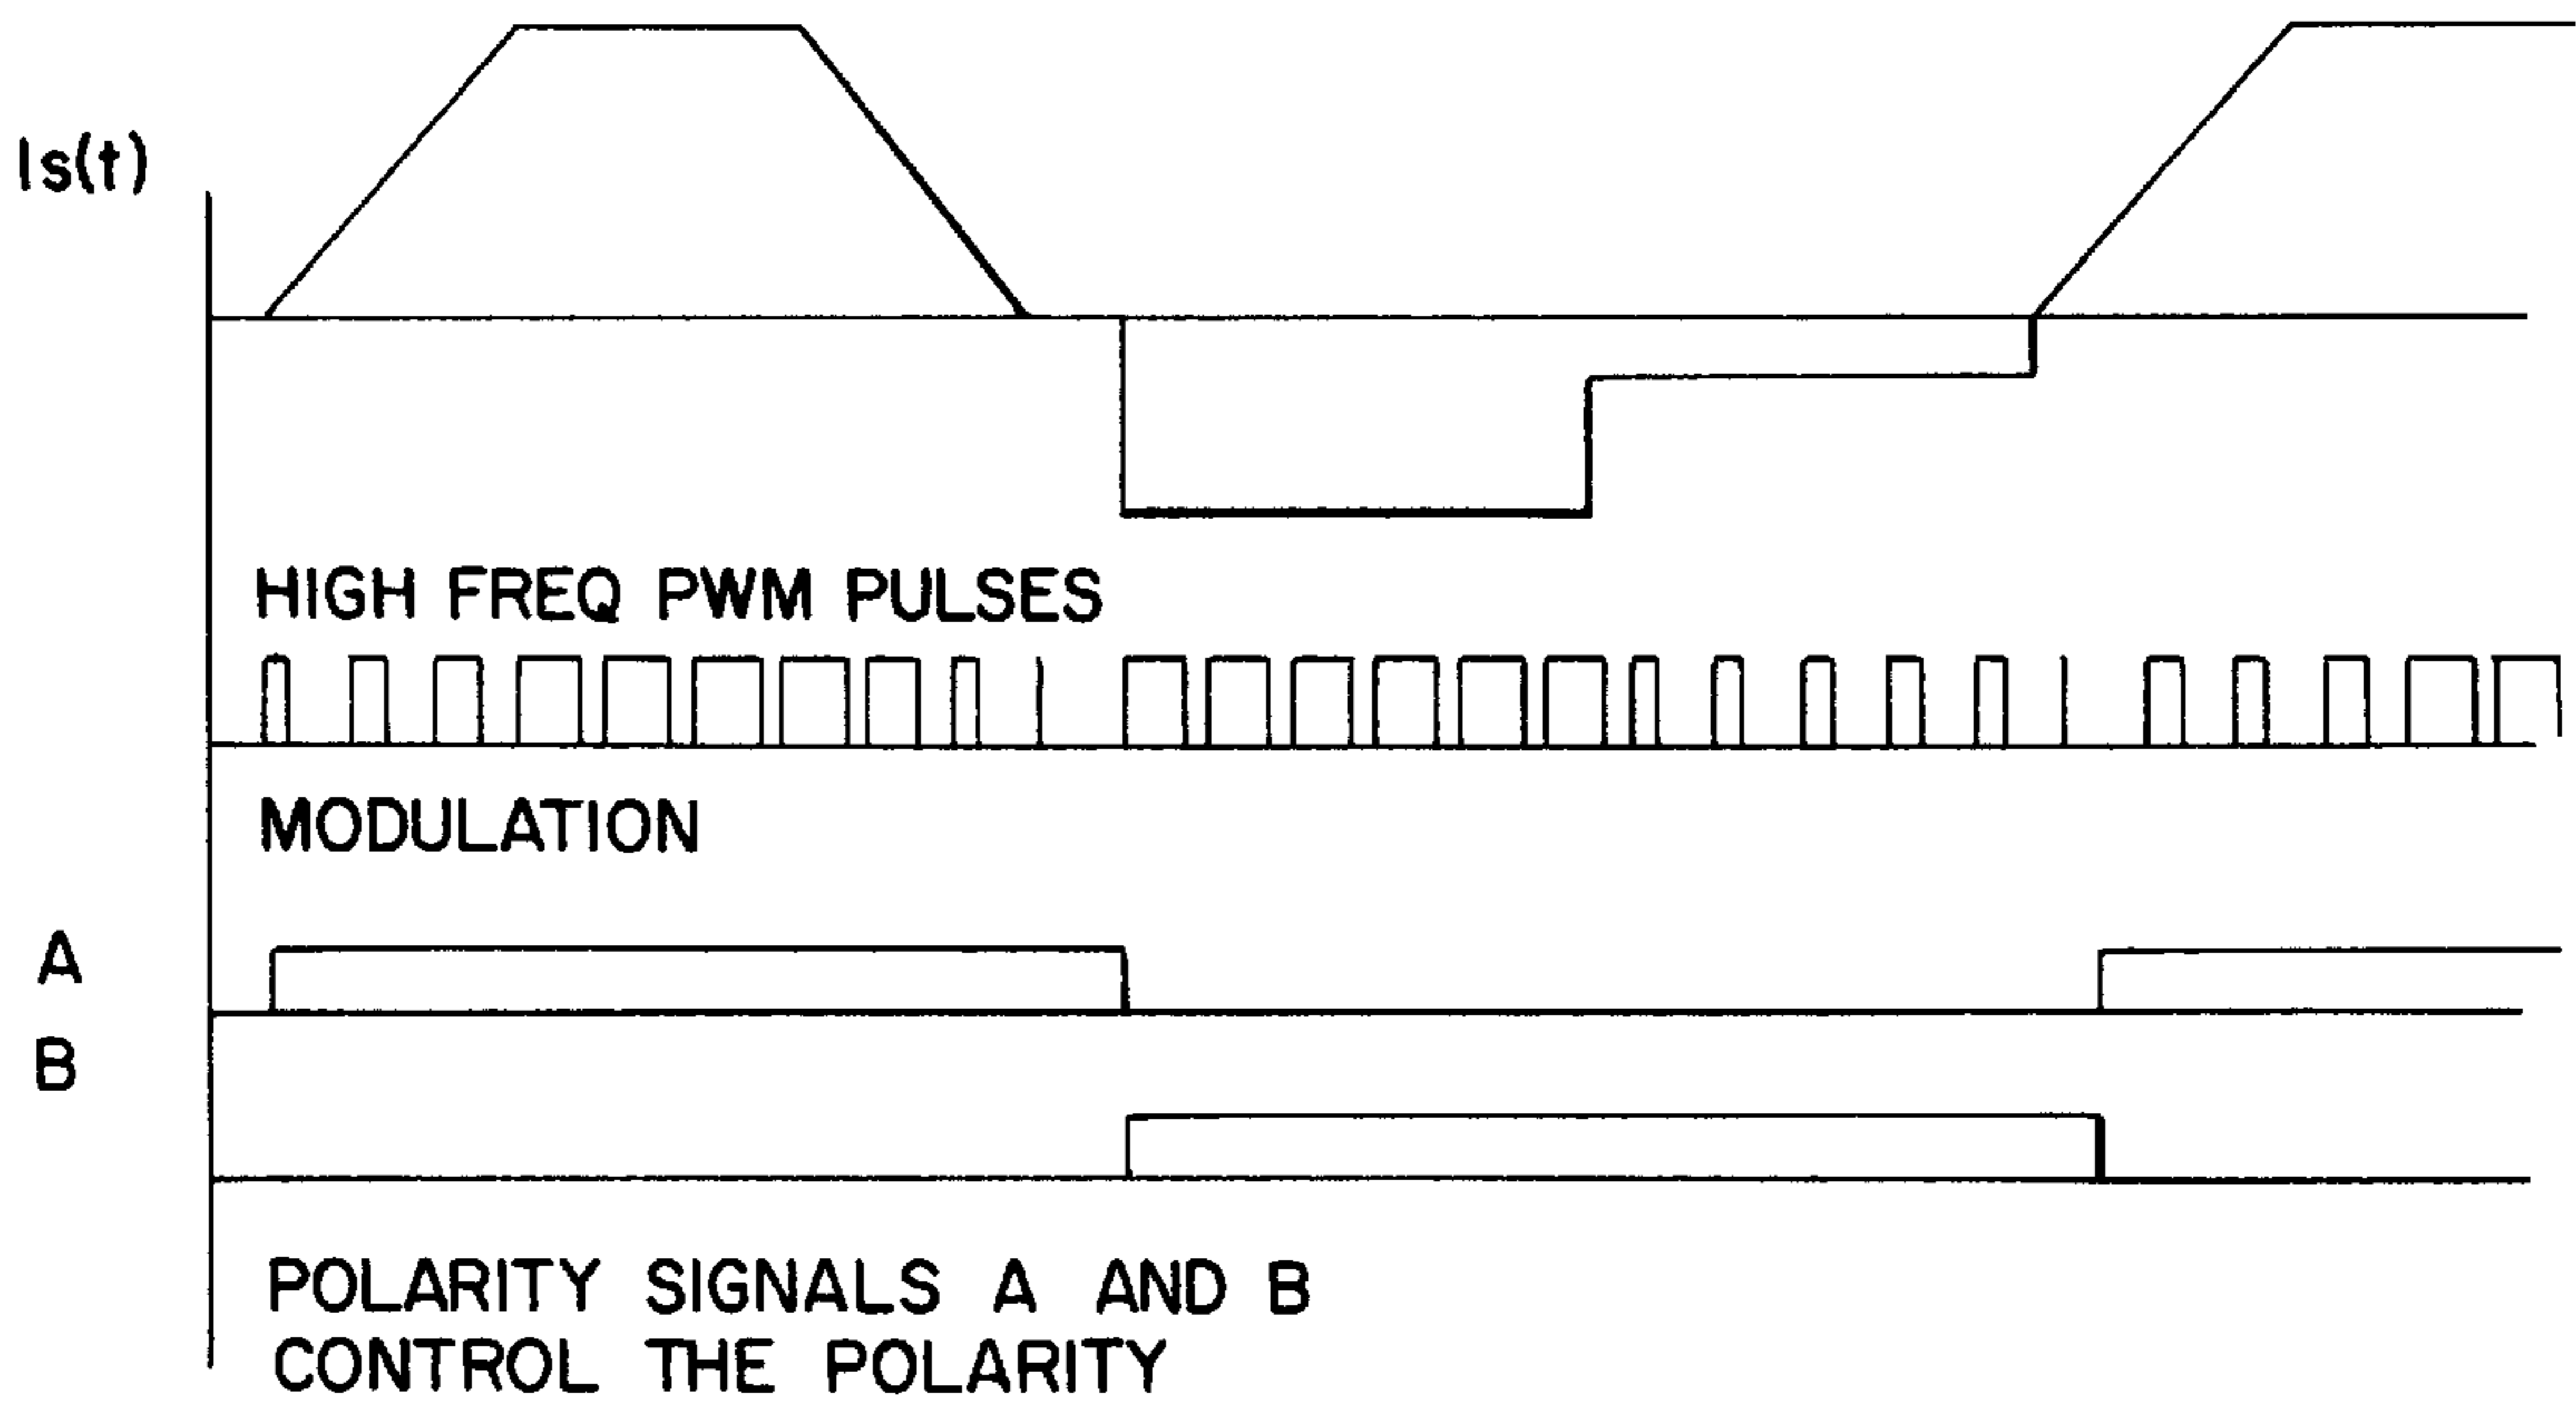 Is(t)
HIGH FREQ PWM PULSES
MODULATION
A
B
POLARITY SIGNALS A AND B
CONTROL THE POLARITY